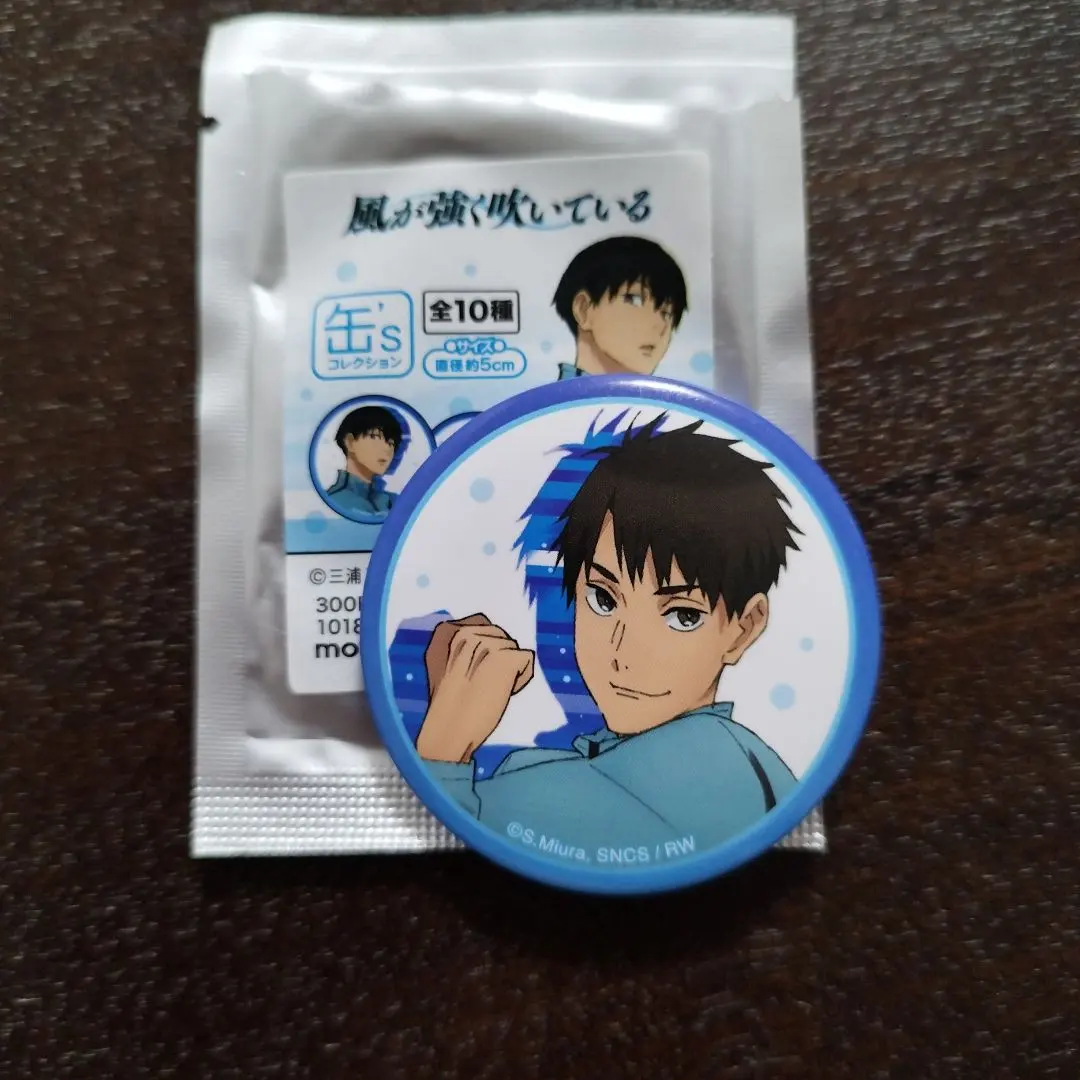 風が強く吹いている
缶's
コレクション
全10種
サイズ
直径約5cm
©三浦
300
1018
mo
©S.Miura, SNCS / RW